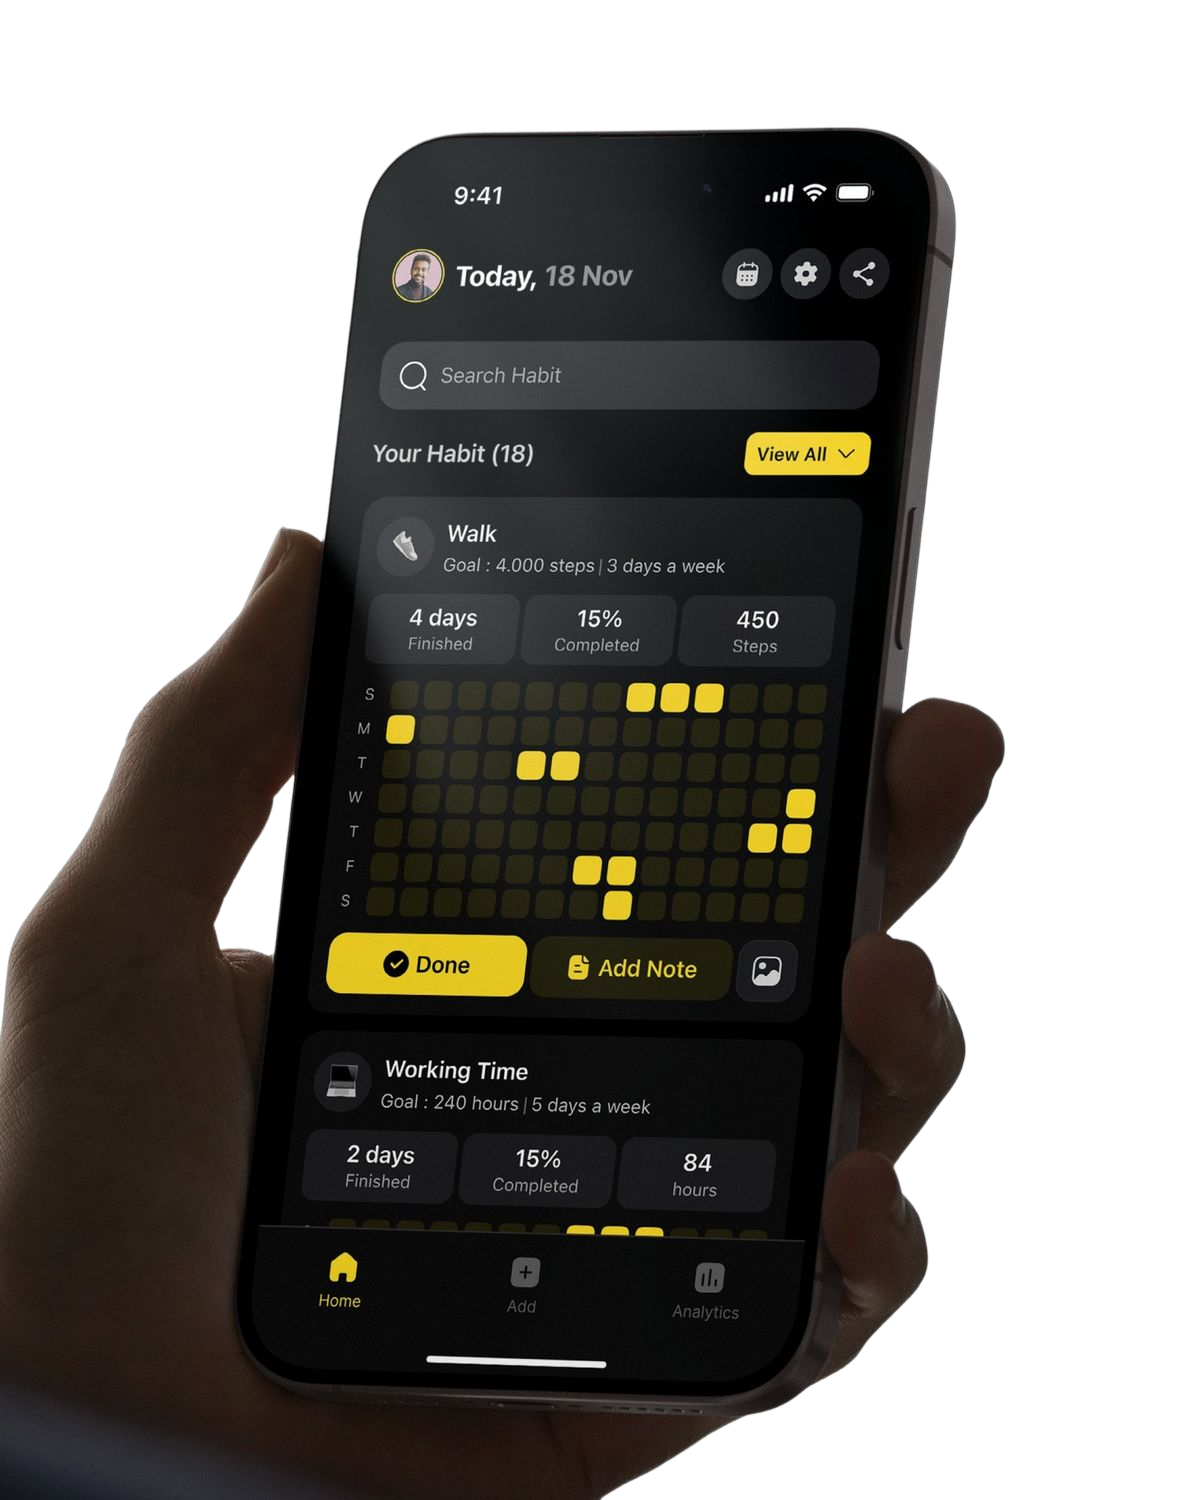 9:41
Today, 18 Nov
Search Habit
Your Habit (18)
View All
Walk
Goal : 4.000 steps | 3 days a week
4 days
Finished
15%
Completed
450
Steps
S
M
T
W
T
F
S
Done
Add Note
Working Time
Goal : 240 hours | 5 days a week
2 days
Finished
15%
Completed
84
hours
Home
Add
Analytics